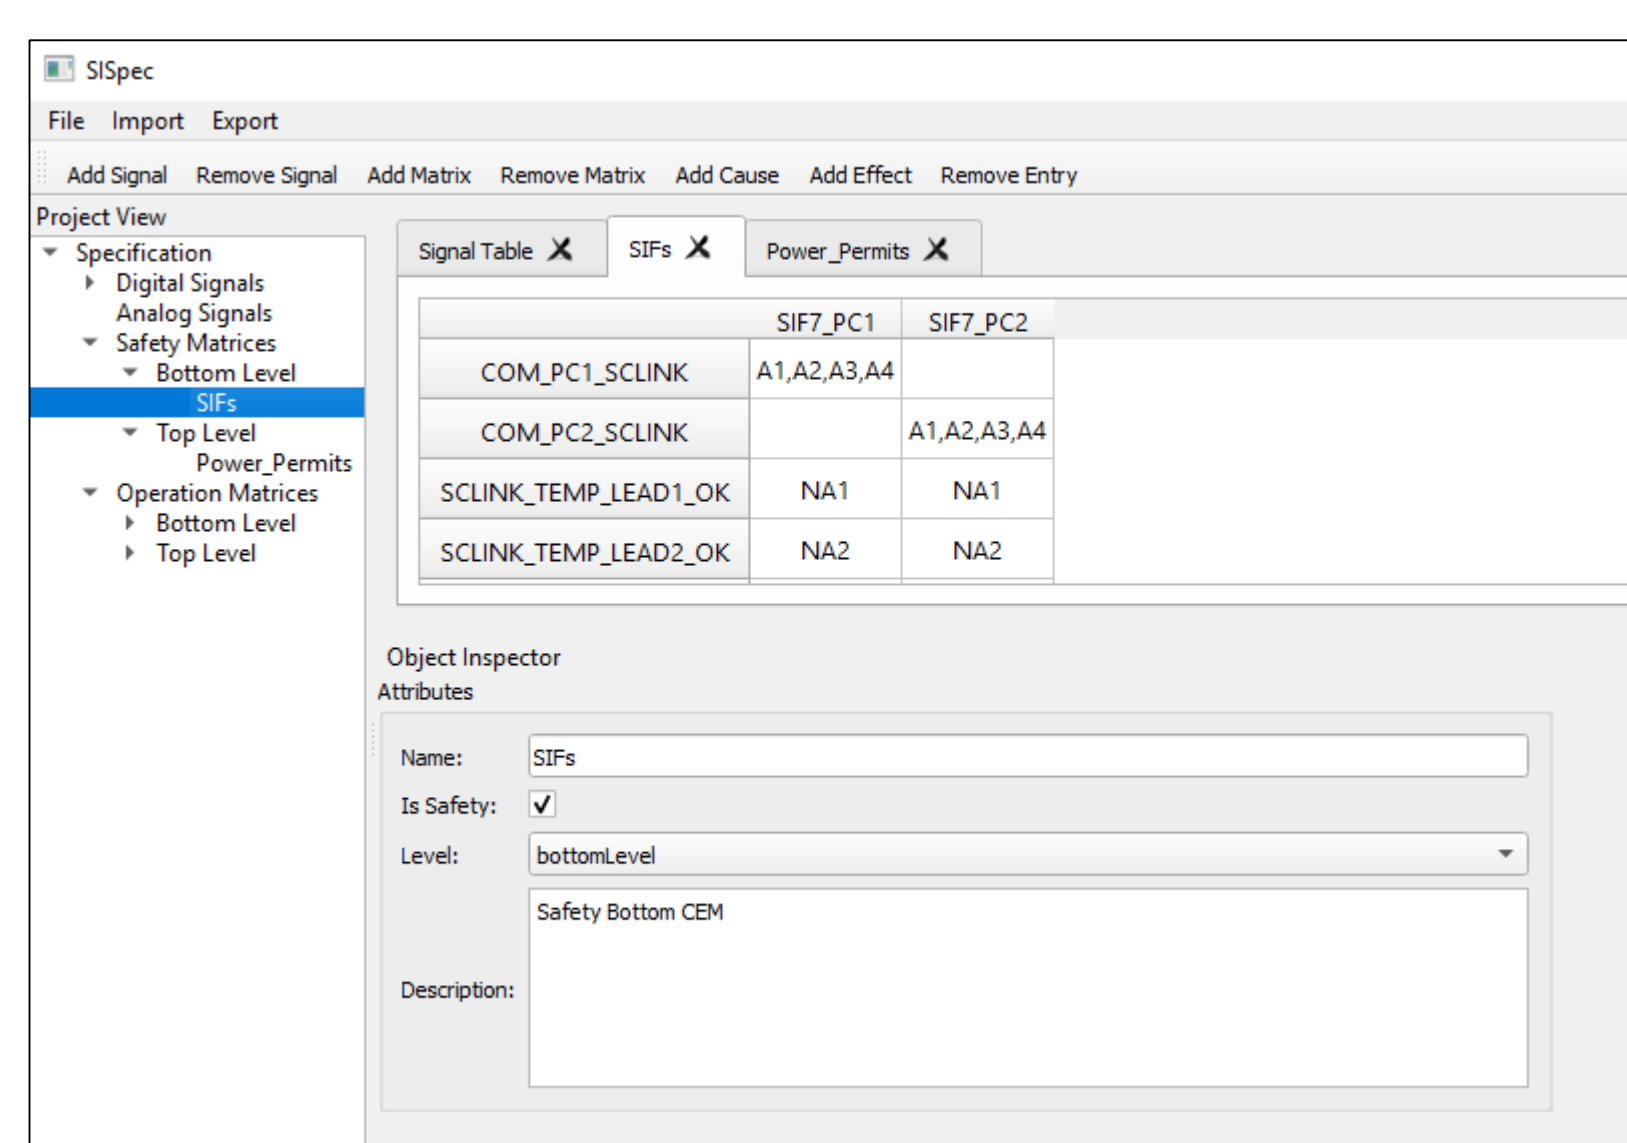 SISpec
File Import Export
Add Signal Remove Signal Add Matrix Remove Matrix Add Cause Add Effect Remove Entry
Project View
Specification
Digital Signals
Analog Signals
Safety Matrices
Bottom Level
SIFs
Top Level
Power_Permits
Operation Matrices
Bottom Level
Top Level
Signal Table SIFs Power_Permits
SIF7_PC1 SIF7_PC2
COM_PC1_SCLINK A1,A2,A3,A4
COM_PC2_SCLINK A1,A2,A3,A4
SCLINK_TEMP_LEAD1_OK NA1 NA1
SCLINK_TEMP_LEAD2_OK NA2 NA2
Object Inspector
Attributes
Name: SIFs
Is Safety:
Level: bottomLevel
Safety Bottom CEM
Description: